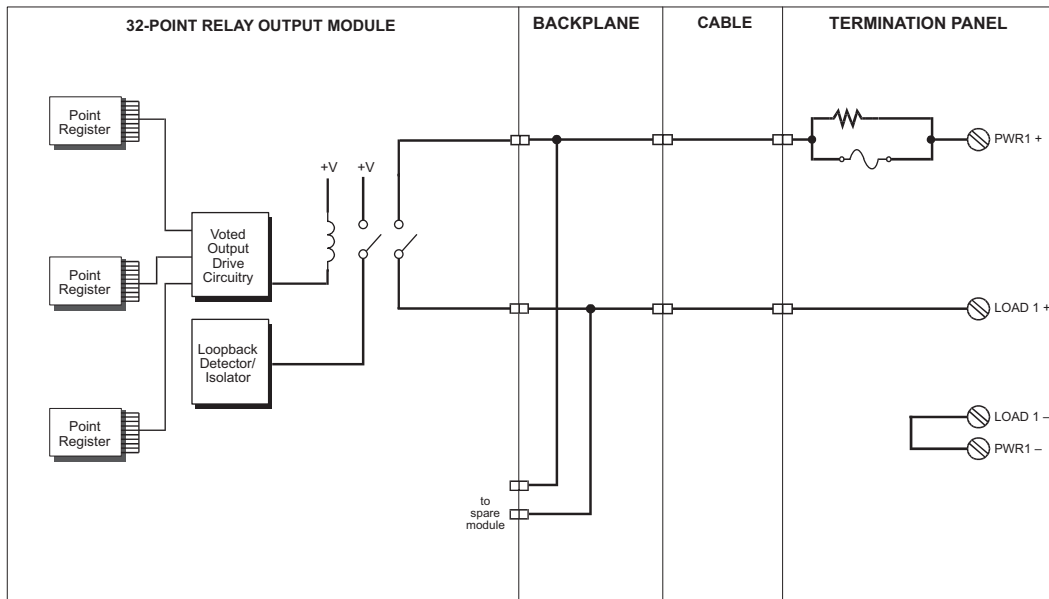 32-POINT RELAY OUTPUT MODULE
BACKPLANE
CABLE
TERMINATION PANEL
Point
Register
PWR1 +
+V
+V
Voted
Output
Drive
Circuitry
Point
Register
LOAD 1 +
Loopback
Detector/
Isolator
Point
Register
LOAD 1 –
PWR1 –
to
spare
module